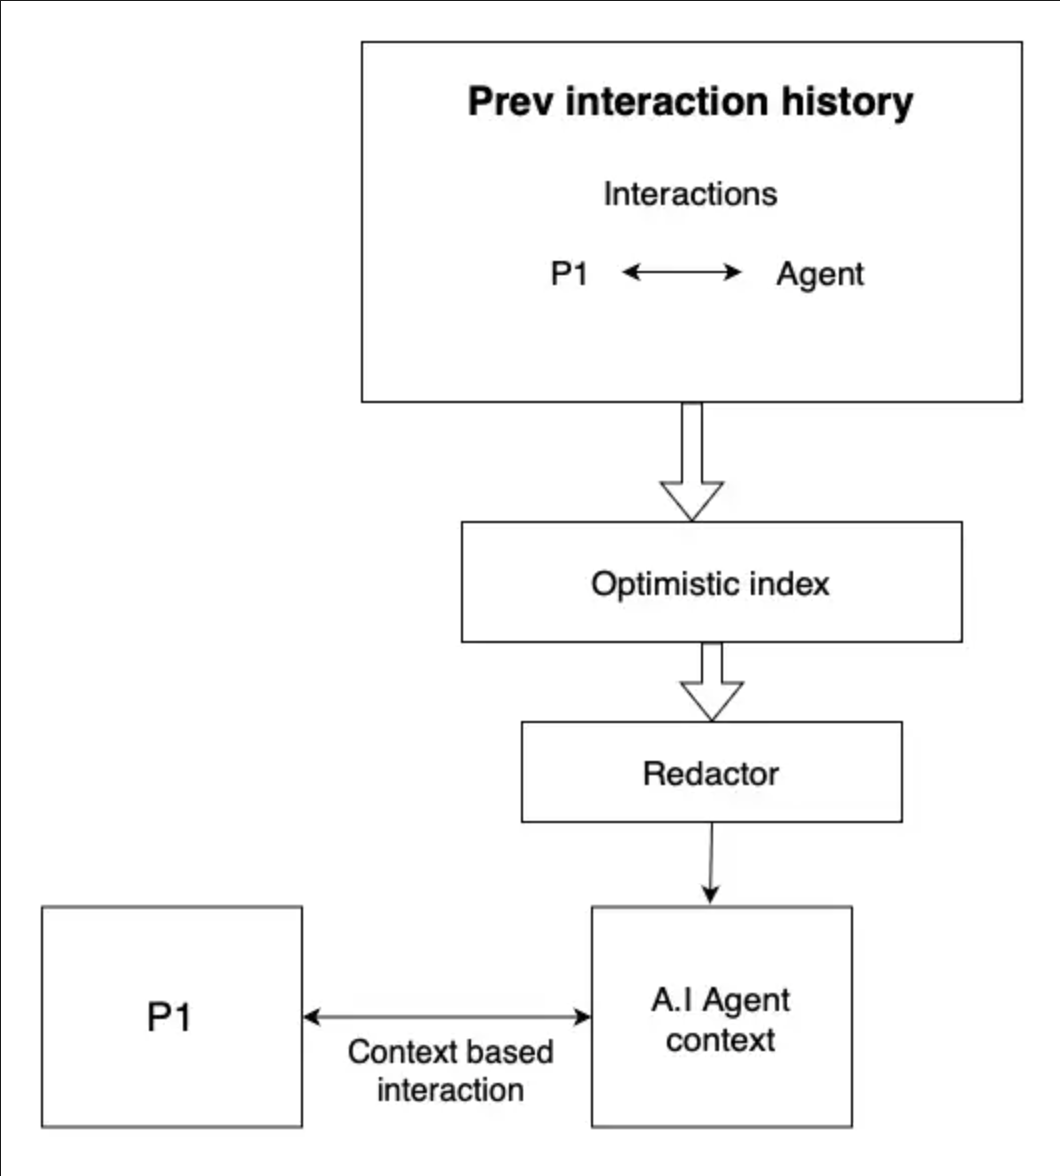 Prev interaction history
Interactions
P1
Agent
Optimistic index
Redactor
P1
Context based
interaction
A.I Agent
context